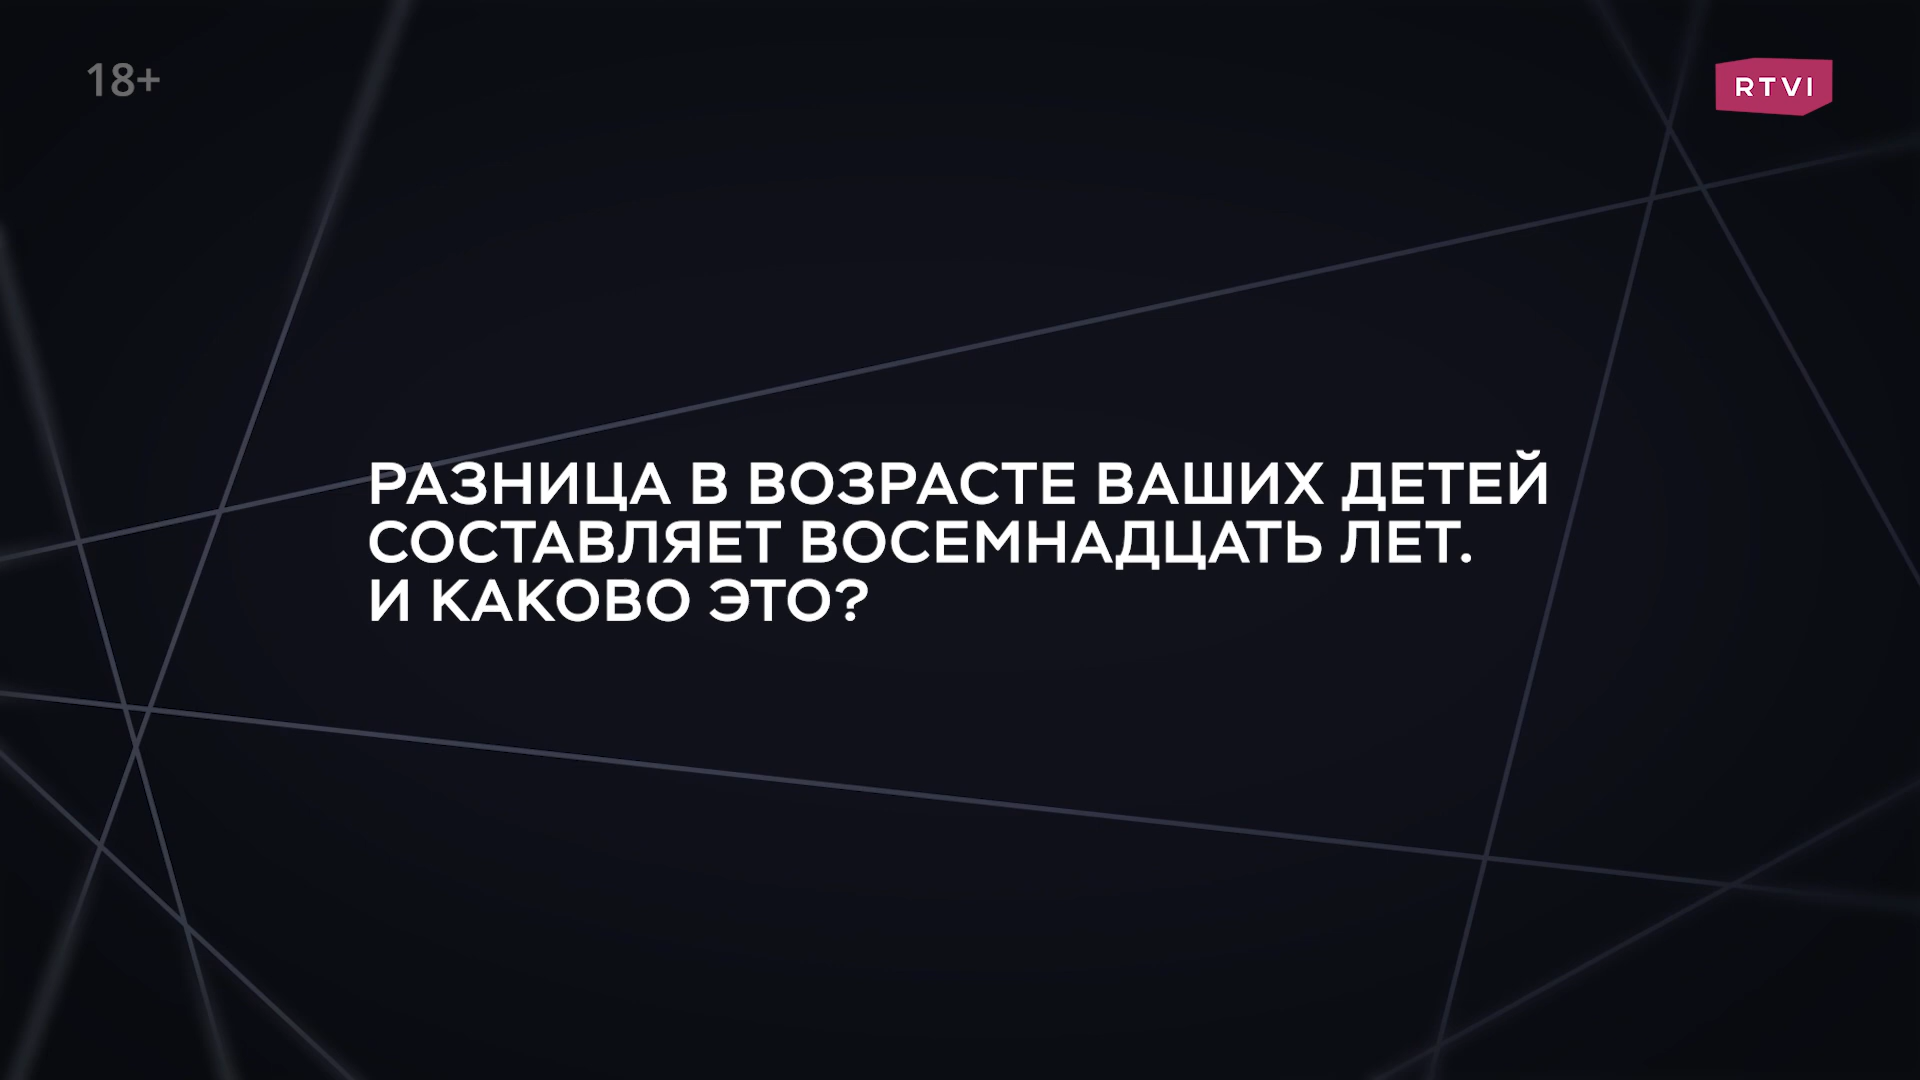 18+
RTVI
РАЗНИЦА В ВОЗРАСТЕ ВАШИХ ДЕТЕЙ
СОСТАВЛЯЕТ ВОСЕМНАДЦАТЬ ЛЕТ.
И КАКОВО ЭТО?